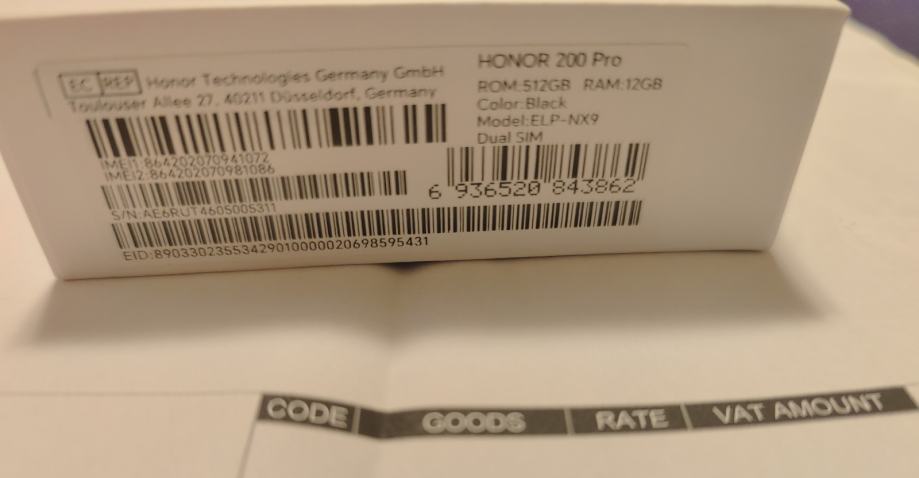 EC REP Honor Technologies Germany GmbH
Toulouser Allee 27, 40211 Düsseldorf, Germany
IMEI1:864202070941072
IMEI2:864202070981086
S/N:AE6RUT4605005311
EID:89033023553429010000020698595431
HONOR 200 Pro
ROM:512GB RAM:12GB
Color:Black
Model:ELP-NX9
Dual SIM
6 936520 843862
CODE GOODS RATE VAT AMOUNT